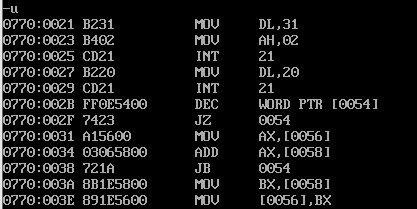 -u
0770:0021 B231          MOV     DL,31
0770:0023 B402          MOV     AH,02
0770:0025 CD21          INT     21
0770:0027 B220          MOV     DL,20
0770:0029 CD21          INT     21
0770:002B FF0E5400      DEC     WORD PTR [0054]
0770:002F 7423          JZ      0054
0770:0031 A15600        MOV     AX,[0056]
0770:0034 03065800      ADD     AX,[0058]
0770:0038 721A          JB      0054
0770:003A 8B1E5800      MOV     BX,[0058]
0770:003E 891E5600      MOV     [0056],BX